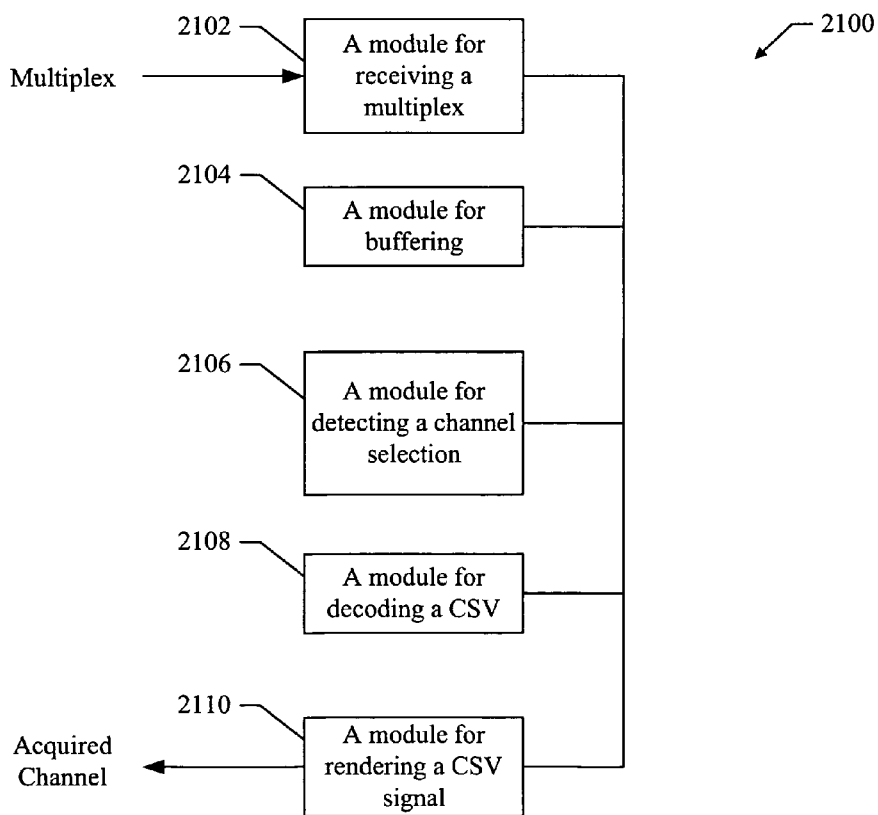 2102
2100
A module for
receiving a
multiplex
Multiplex
2104
A module for
buffering
2106
A module for
detecting a channel
selection
2108
A module for
decoding a CSV
2110
A module for
rendering a CSV
signal
Acquired
Channel